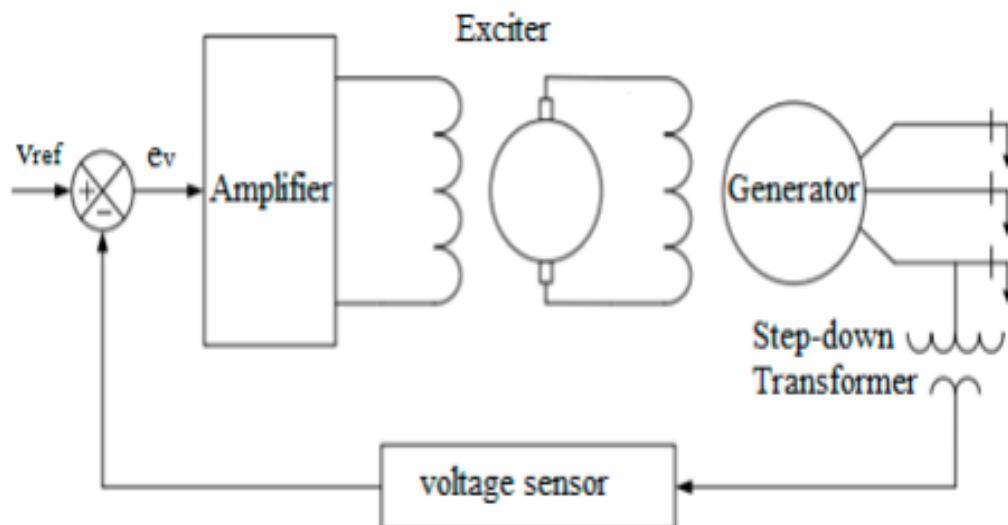 Exciter
Vref
+
−
ev
Amplifier
Generator
Step-down
Transformer
voltage sensor